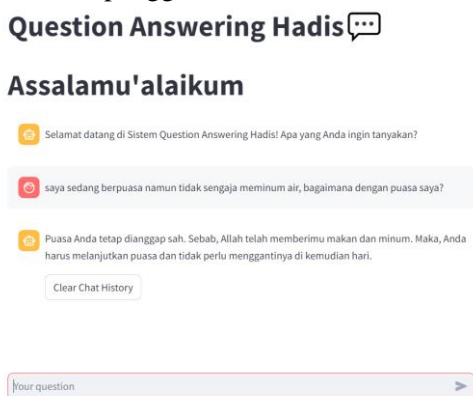 Question Answering Hadis
Assalamu'alaikum
Selamat datang di Sistem Question Answering Hadis! Apa yang Anda ingin tanyakan?
saya sedang berpuasa namun tidak sengaja meminum air, bagaimana dengan puasa saya?
Puasa Anda tetap dianggap sah. Sebab, Allah telah memberimu makan dan minum. Maka, Anda
harus melanjutkan puasa dan tidak perlu menggantinya di kemudian hari.
Clear Chat History
Your question